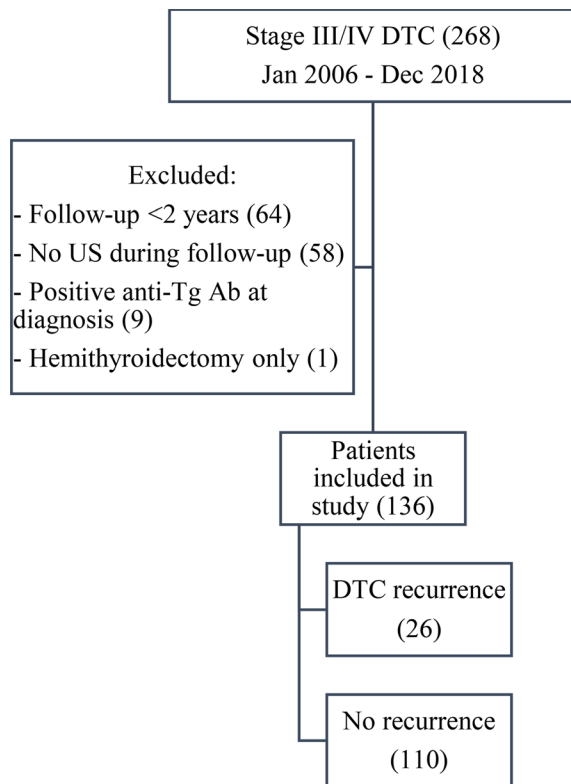 Stage III/IV DTC (268)
Jan 2006 - Dec 2018
Excluded:
- Follow-up <2 years (64)
- No US during follow-up (58)
- Positive anti-Tg Ab at
diagnosis (9)
- Hemithyroidectomy only (1)
Patients
included in
study (136)
DTC recurrence
(26)
No recurrence
(110)